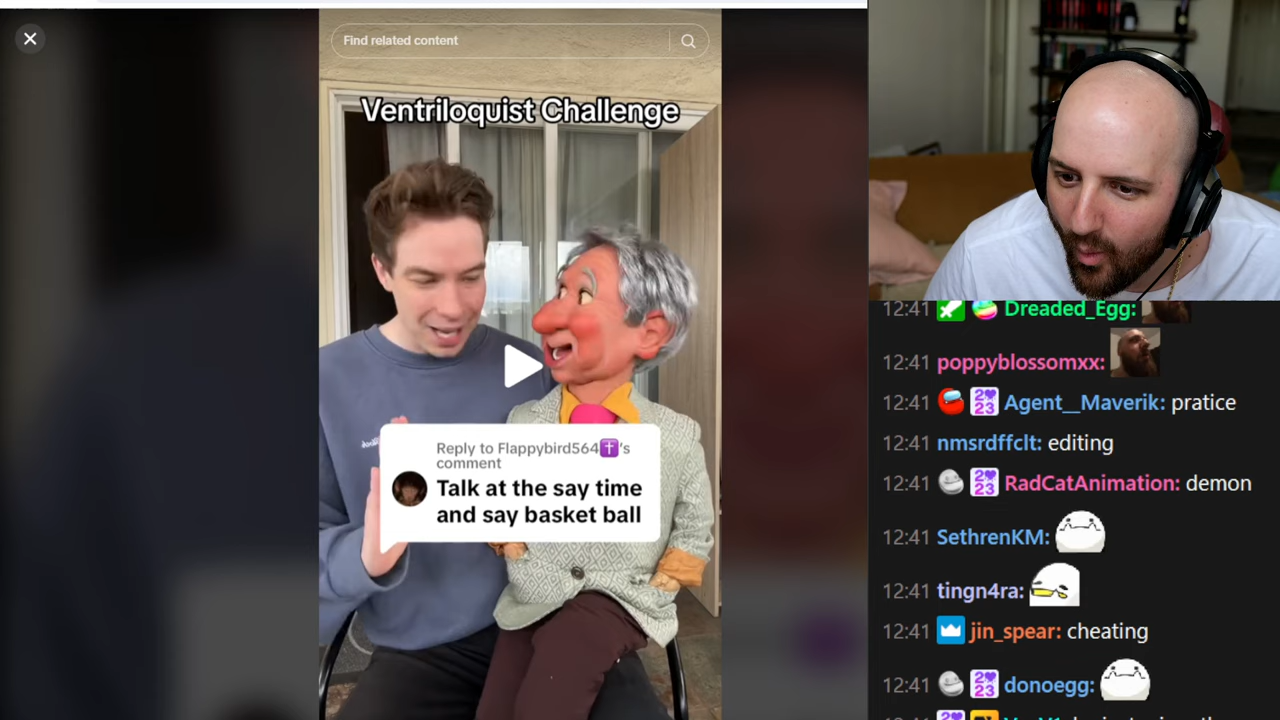 Find related content
Ventriloquist Challenge
Reply to Flappybird564✝️'s
comment
Talk at the say time
and say basket ball
12:41 Dreaded_Egg:
12:41 poppyblossomxx:
12:41 Agent__Maverik: pratice
12:41 nmsrdffclt: editing
12:41 RadCatAnimation: demon
12:41 SethrenKM:
12:41 tingn4ra:
12:41 jin_spear: cheating
12:41 donoegg: